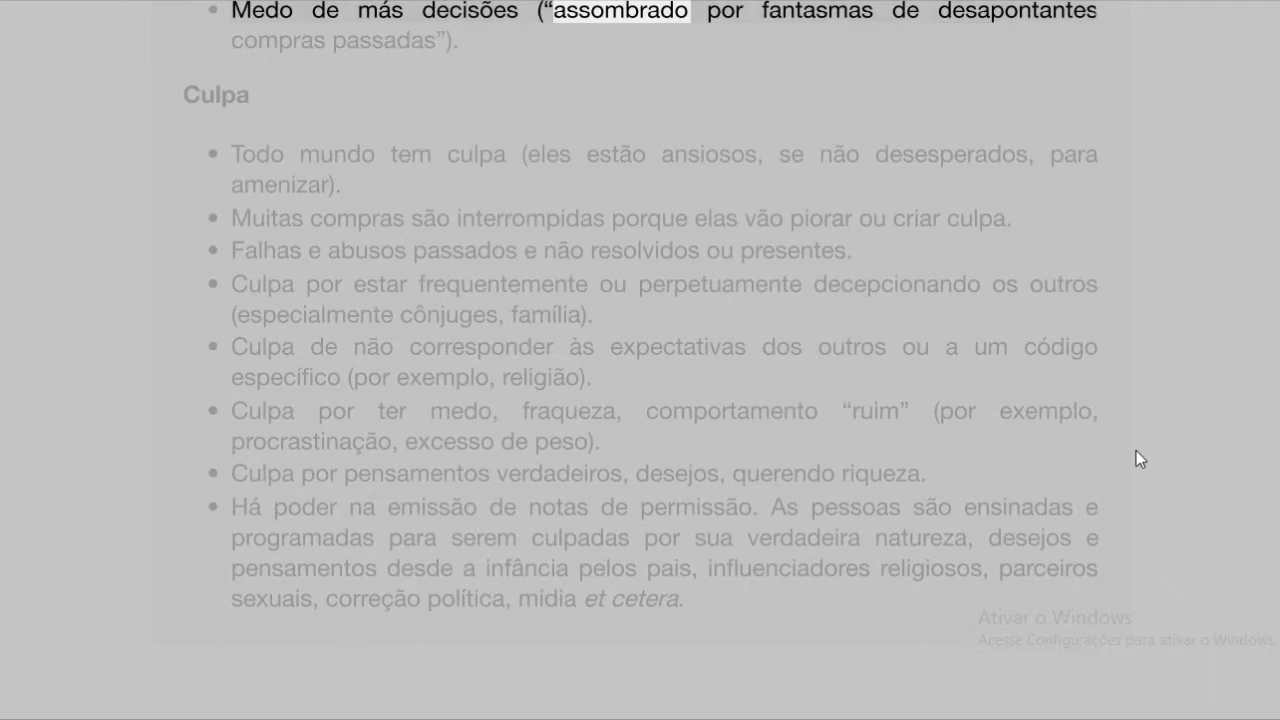 • Medo de más decisões (“assombrado por fantasmas de desapontantes
compras passadas”).
Culpa
• Todo mundo tem culpa (eles estão ansiosos, se não desesperados, para
amenizar).
• Muitas compras são interrompidas porque elas vão piorar ou criar culpa.
• Falhas e abusos passados e não resolvidos ou presentes.
• Culpa por estar frequentemente ou perpetuamente decepcionando os outros
(especialmente cônjuges, família).
• Culpa de não corresponder às expectativas dos outros ou a um código
específico (por exemplo, religião).
• Culpa por ter medo, fraqueza, comportamento “ruim” (por exemplo,
procrastinação, excesso de peso).
• Culpa por pensamentos verdadeiros, desejos, querendo riqueza.
• Há poder na emissão de notas de permissão. As pessoas são ensinadas e
programadas para serem culpadas por sua verdadeira natureza, desejos e
pensamentos desde a infância pelos pais, influenciadores religiosos, parceiros
sexuais, correção política, mídia et cetera.
Ativar o Windows
Acesse Configurações para ativar o Windows.